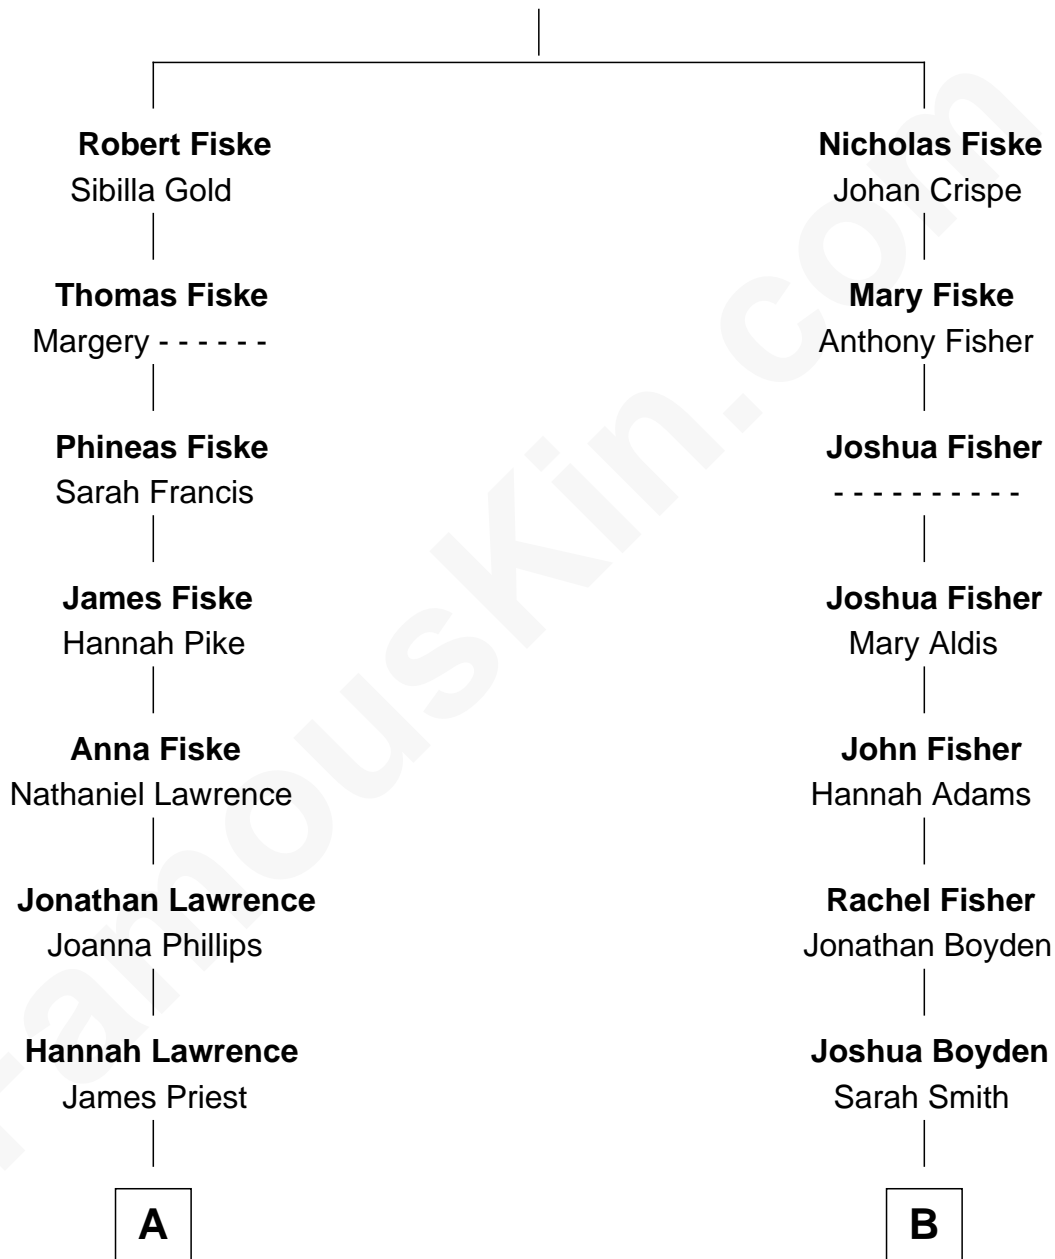 Robert Fiske
Sibilla Gold
Thomas Fiske
Margery - - - - - -
Phineas Fiske
Sarah Francis
James Fiske
Hannah Pike
Anna Fiske
Nathaniel Lawrence
Jonathan Lawrence
Joanna Phillips
Hannah Lawrence
James Priest
A
Nicholas Fiske
Johan Crispe
Mary Fiske
Anthony Fisher
Joshua Fisher
- - - - - - - - - -
Joshua Fisher
Mary Aldis
John Fisher
Hannah Adams
Rachel Fisher
Jonathan Boyden
Joshua Boyden
Sarah Smith
B
FamousKin.com